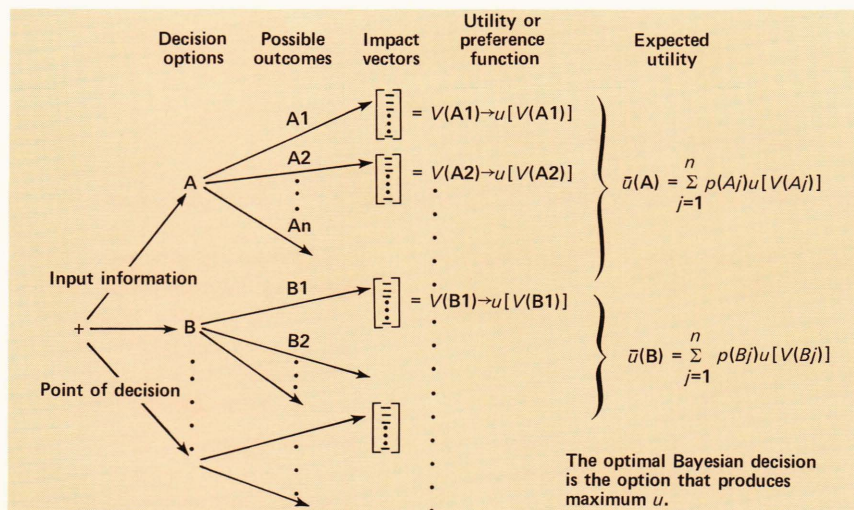 Decision options
Possible outcomes
Impact vectors
Utility or preference function
Expected utility
A1
= V(A1)→u[V(A1)]
A2
= V(A2)→u[V(A2)]
A
An
ū(A) = n Σ j=1 p(Aj)u[V(Aj)]
Input information
B1
= V(B1)→u[V(B1)]
+
B
B2
ū(B) = n Σ j=1 p(Bj)u[V(Bj)]
Point of decision
The optimal Bayesian decision
is the option that produces
maximum u.